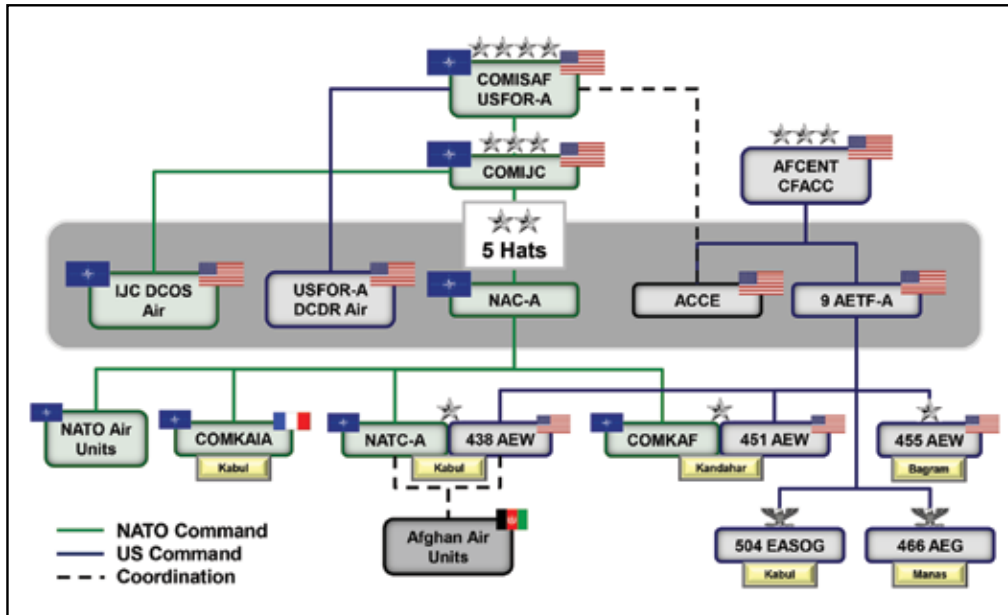 COMISAF
USFOR-A
COMIJC
AFCENT
CFACC
5 Hats
IJC DCOS
Air
USFOR-A
DCDR Air
NAC-A
ACCE
9 AETF-A
NATO Air
Units
COMKAIA
Kabul
NATC-A
438 AEW
Kabul
COMKAF
451 AEW
Kandahar
455 AEW
Bagram
NATO Command
US Command
Coordination
Afghan Air
Units
504 EASOG
Kabul
466 AEG
Manas